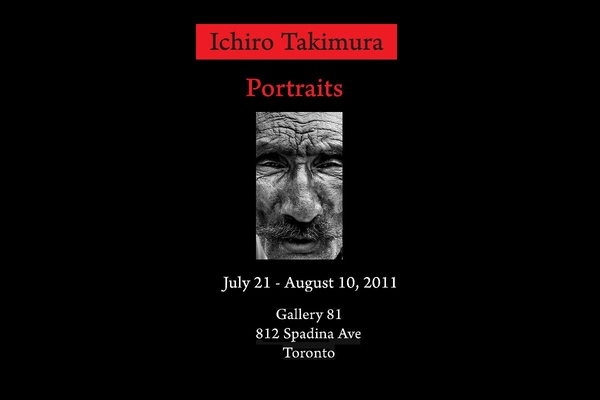 Ichiro Takimura
Portraits
July 21 - August 10, 2011
Gallery 81
812 Spadina Ave
Toronto